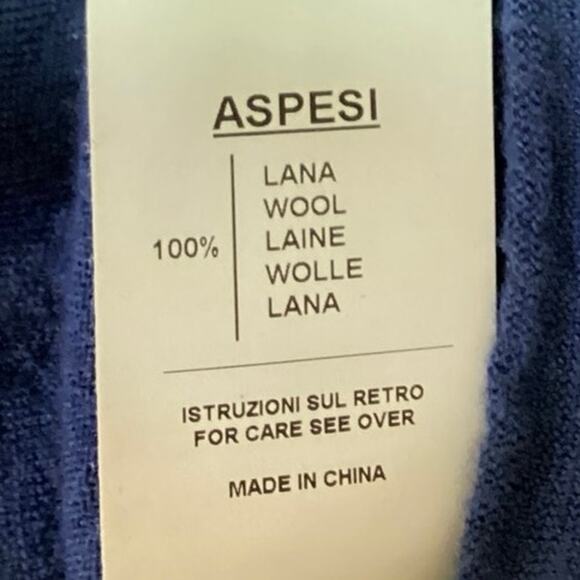 ASPESI
100%
LANA
WOOL
LAINE
WOLLE
LANA
ISTRUZIONI SUL RETRO
FOR CARE SEE OVER
MADE IN CHINA